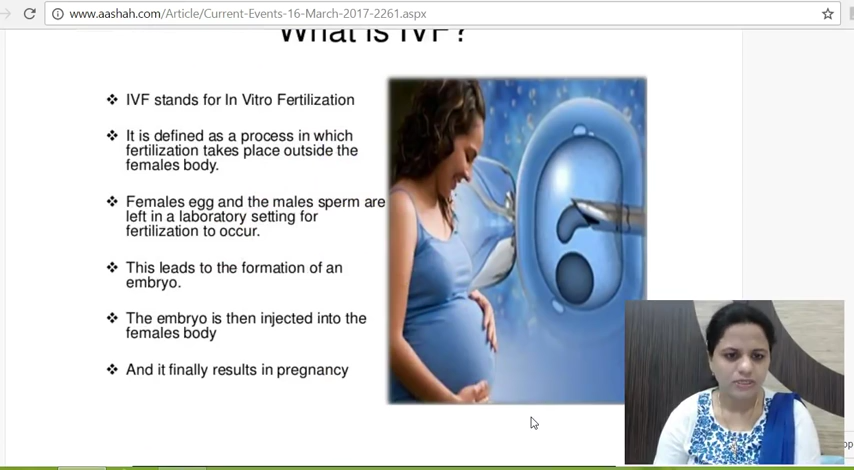 www.aashah.com/Article/Current-Events-16-March-2017-2261.aspx
What is IVF?
❖ IVF stands for In Vitro Fertilization
❖ It is defined as a process in which
fertilization takes place outside the
females body.
❖ Females egg and the males sperm are
left in a laboratory setting for
fertilization to occur.
❖ This leads to the formation of an
embryo.
❖ The embryo is then injected into the
females body
❖ And it finally results in pregnancy